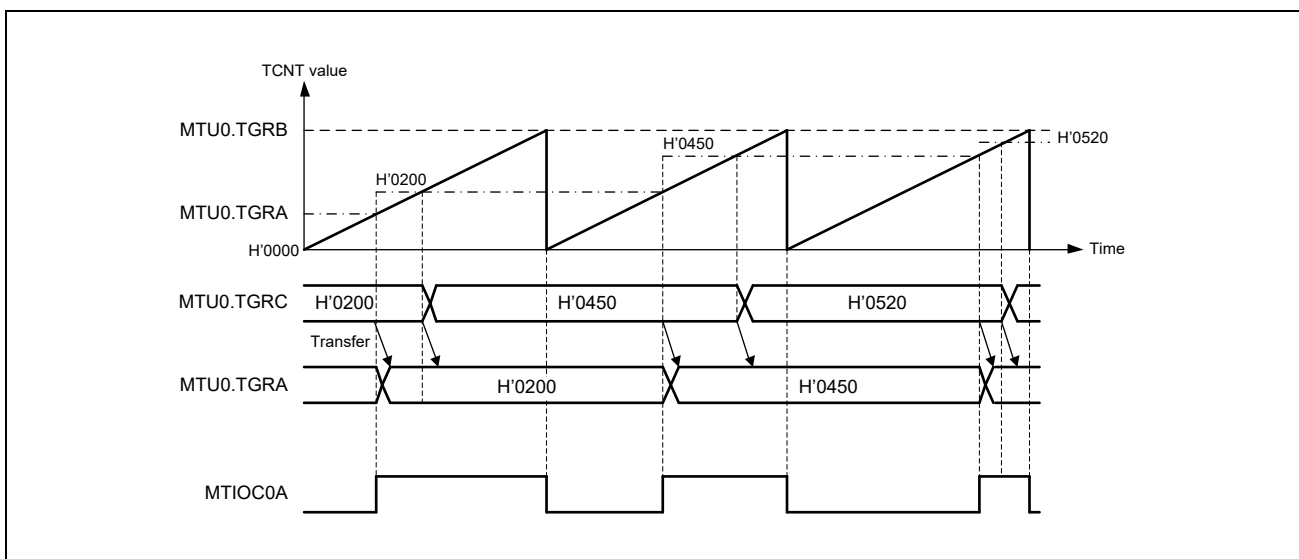 TCNT value
MTU0.TGRB
H'0520
H'0450
H'0200
MTU0.TGRA
H'0000
Time
MTU0.TGRC
H'0200
H'0450
H'0520
Transfer
MTU0.TGRA
H'0200
H'0450
MTIOC0A